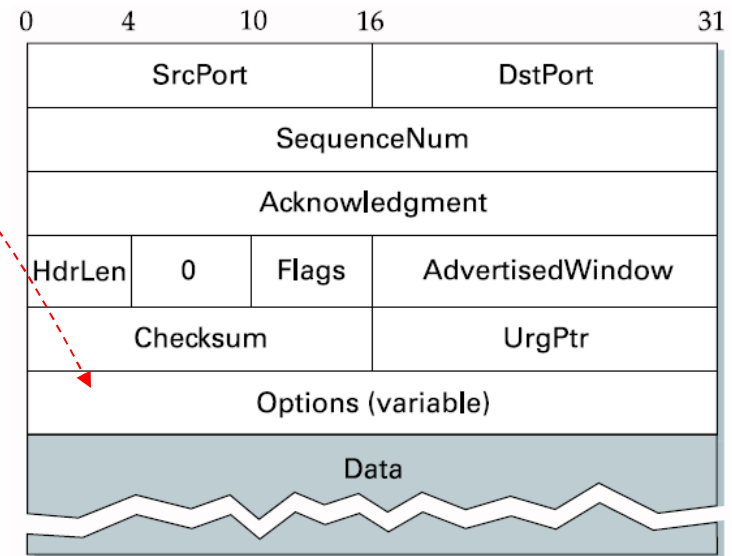 0 4 10 16 31
SrcPort DstPort
SequenceNum
Acknowledgment
HdrLen 0 Flags AdvertisedWindow
Checksum UrgPtr
Options (variable)
Data